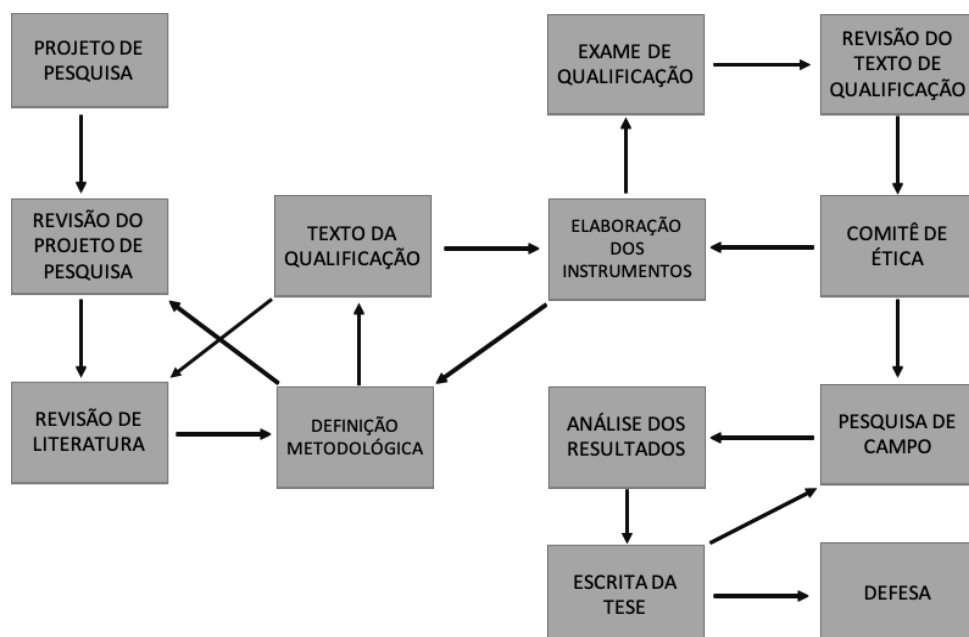 PROJETO DE
PESQUISA
EXAME DE
QUALIFICAÇÃO
REVISÃO DO
TEXTO DE
QUALIFICAÇÃO
REVISÃO DO
PROJETO DE
PESQUISA
TEXTO DA
QUALIFICAÇÃO
ELABORAÇÃO
DOS
INSTRUMENTOS
COMITÊ DE
ÉTICA
REVISÃO DE
LITERATURA
DEFINIÇÃO
METODOLÓGICA
ANÁLISE DOS
RESULTADOS
PESQUISA DE
CAMPO
ESCRITA DA
TESE
DEFESA